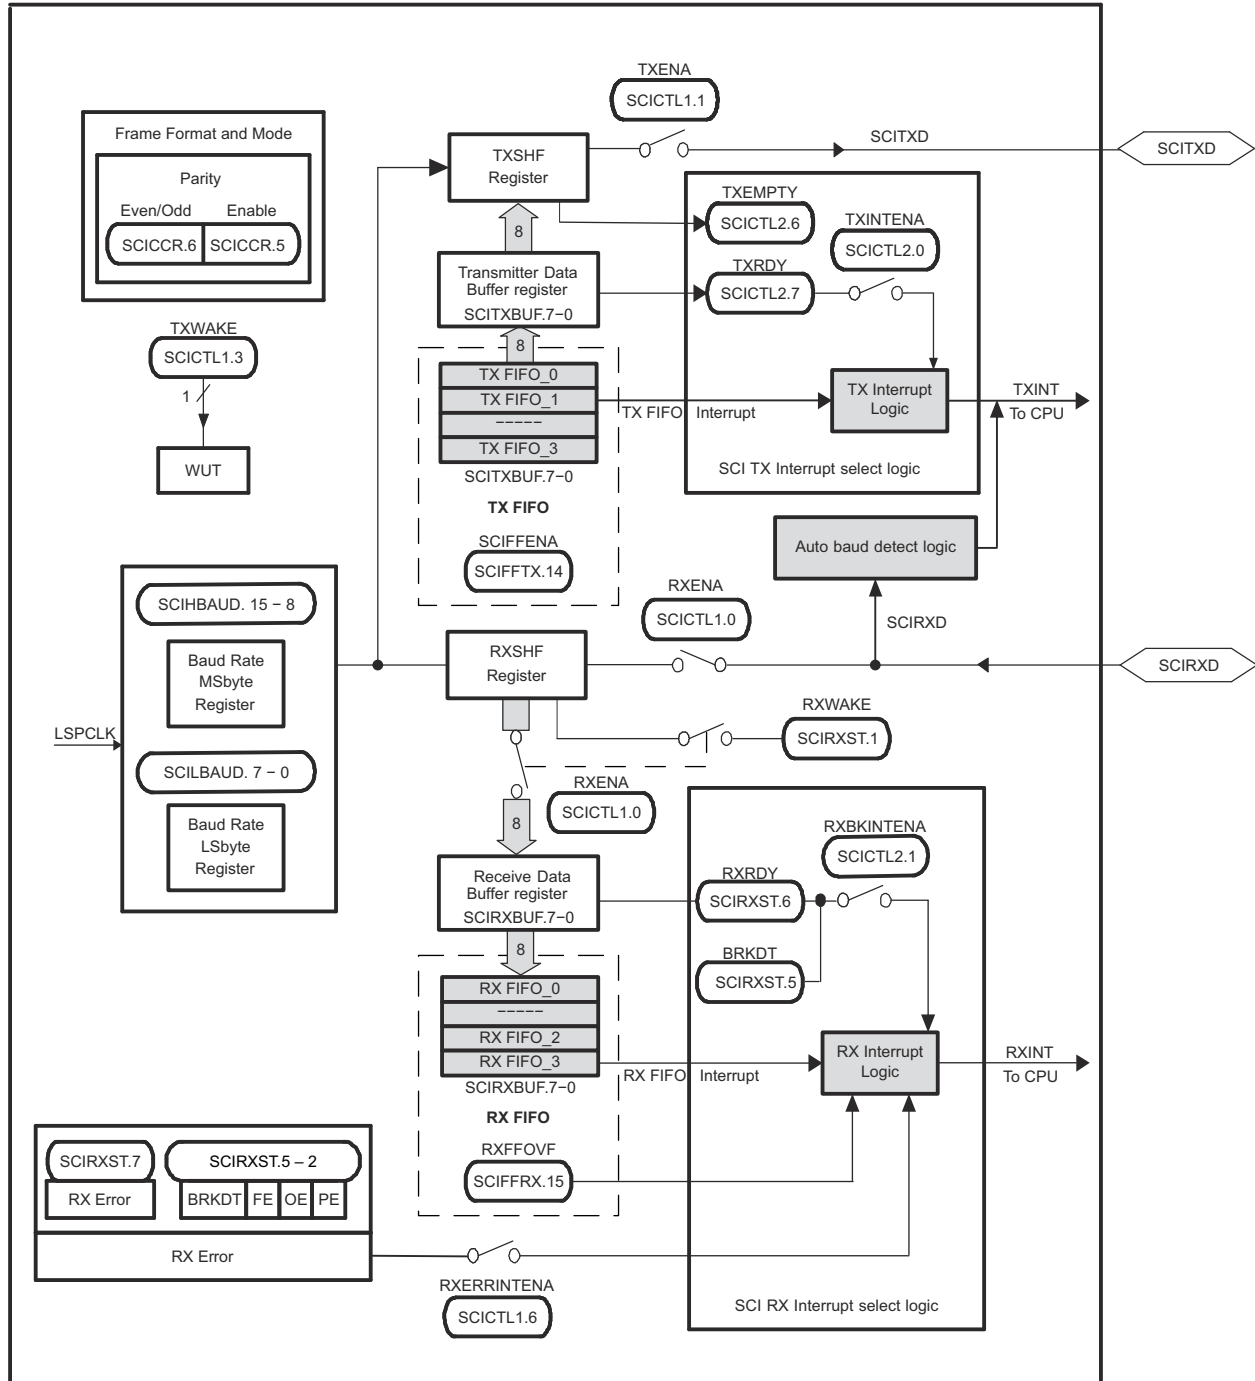 TXENA
SCICTL1.1
Frame Format and Mode
Parity
Even/Odd Enable
SCICCR.6 SCICCR.5
TXSHF
Register
SCITXD
SCITXD
8
TXEMPTY
SCICTL2.6
TXINTENA
SCICTL2.0
Transmitter Data
Buffer register
SCITXBUF.7−0
TXRDY
SCICTL2.7
TXWAKE
SCICTL1.3
1
WUT
8
TX FIFO_0
TX FIFO_1
−−−−−
TX FIFO_3
SCITXBUF.7−0
TX FIFO
SCIFFENA
SCIFFTX.14
TX FIFO Interrupt
TX Interrupt
Logic
TXINT
To CPU
SCI TX Interrupt select logic
Auto baud detect logic
SCIHBAUD. 15 − 8
Baud Rate
MSbyte
Register
LSPCLK
SCILBAUD. 7 − 0
Baud Rate
LSbyte
Register
RXENA
SCICTL1.0
SCIRXD
RXSHF
Register
SCIRXD
RXWAKE
SCIRXST.1
RXENA
SCICTL1.0
8
Receive Data
Buffer register
SCIRXBUF.7−0
RXBKINTENA
SCICTL2.1
RXRDY
SCIRXST.6
BRKDT
SCIRXST.5
8
RX FIFO_0
−−−−−
RX FIFO_2
RX FIFO_3
SCIRXBUF.7−0
RX FIFO
RX FIFO Interrupt
RX Interrupt
Logic
RXINT
To CPU
RXFFOVF
SCIFFRX.15
SCIRXST.7
SCIRXST.5 – 2
RX Error
BRKDT FE OE PE
RX Error
RXERRINTENA
SCICTL1.6
SCI RX Interrupt select logic